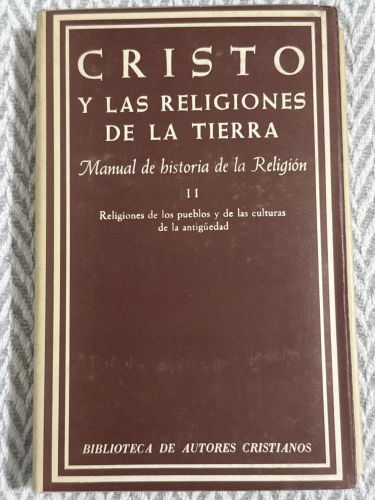 CRISTO
Y LAS RELIGIONES
DE LA TIERRA
Manual de historia de la Religión
II
Religiones de los pueblos y de las culturas
de la antigüedad
BIBLIOTECA DE AUTORES CRISTIANOS